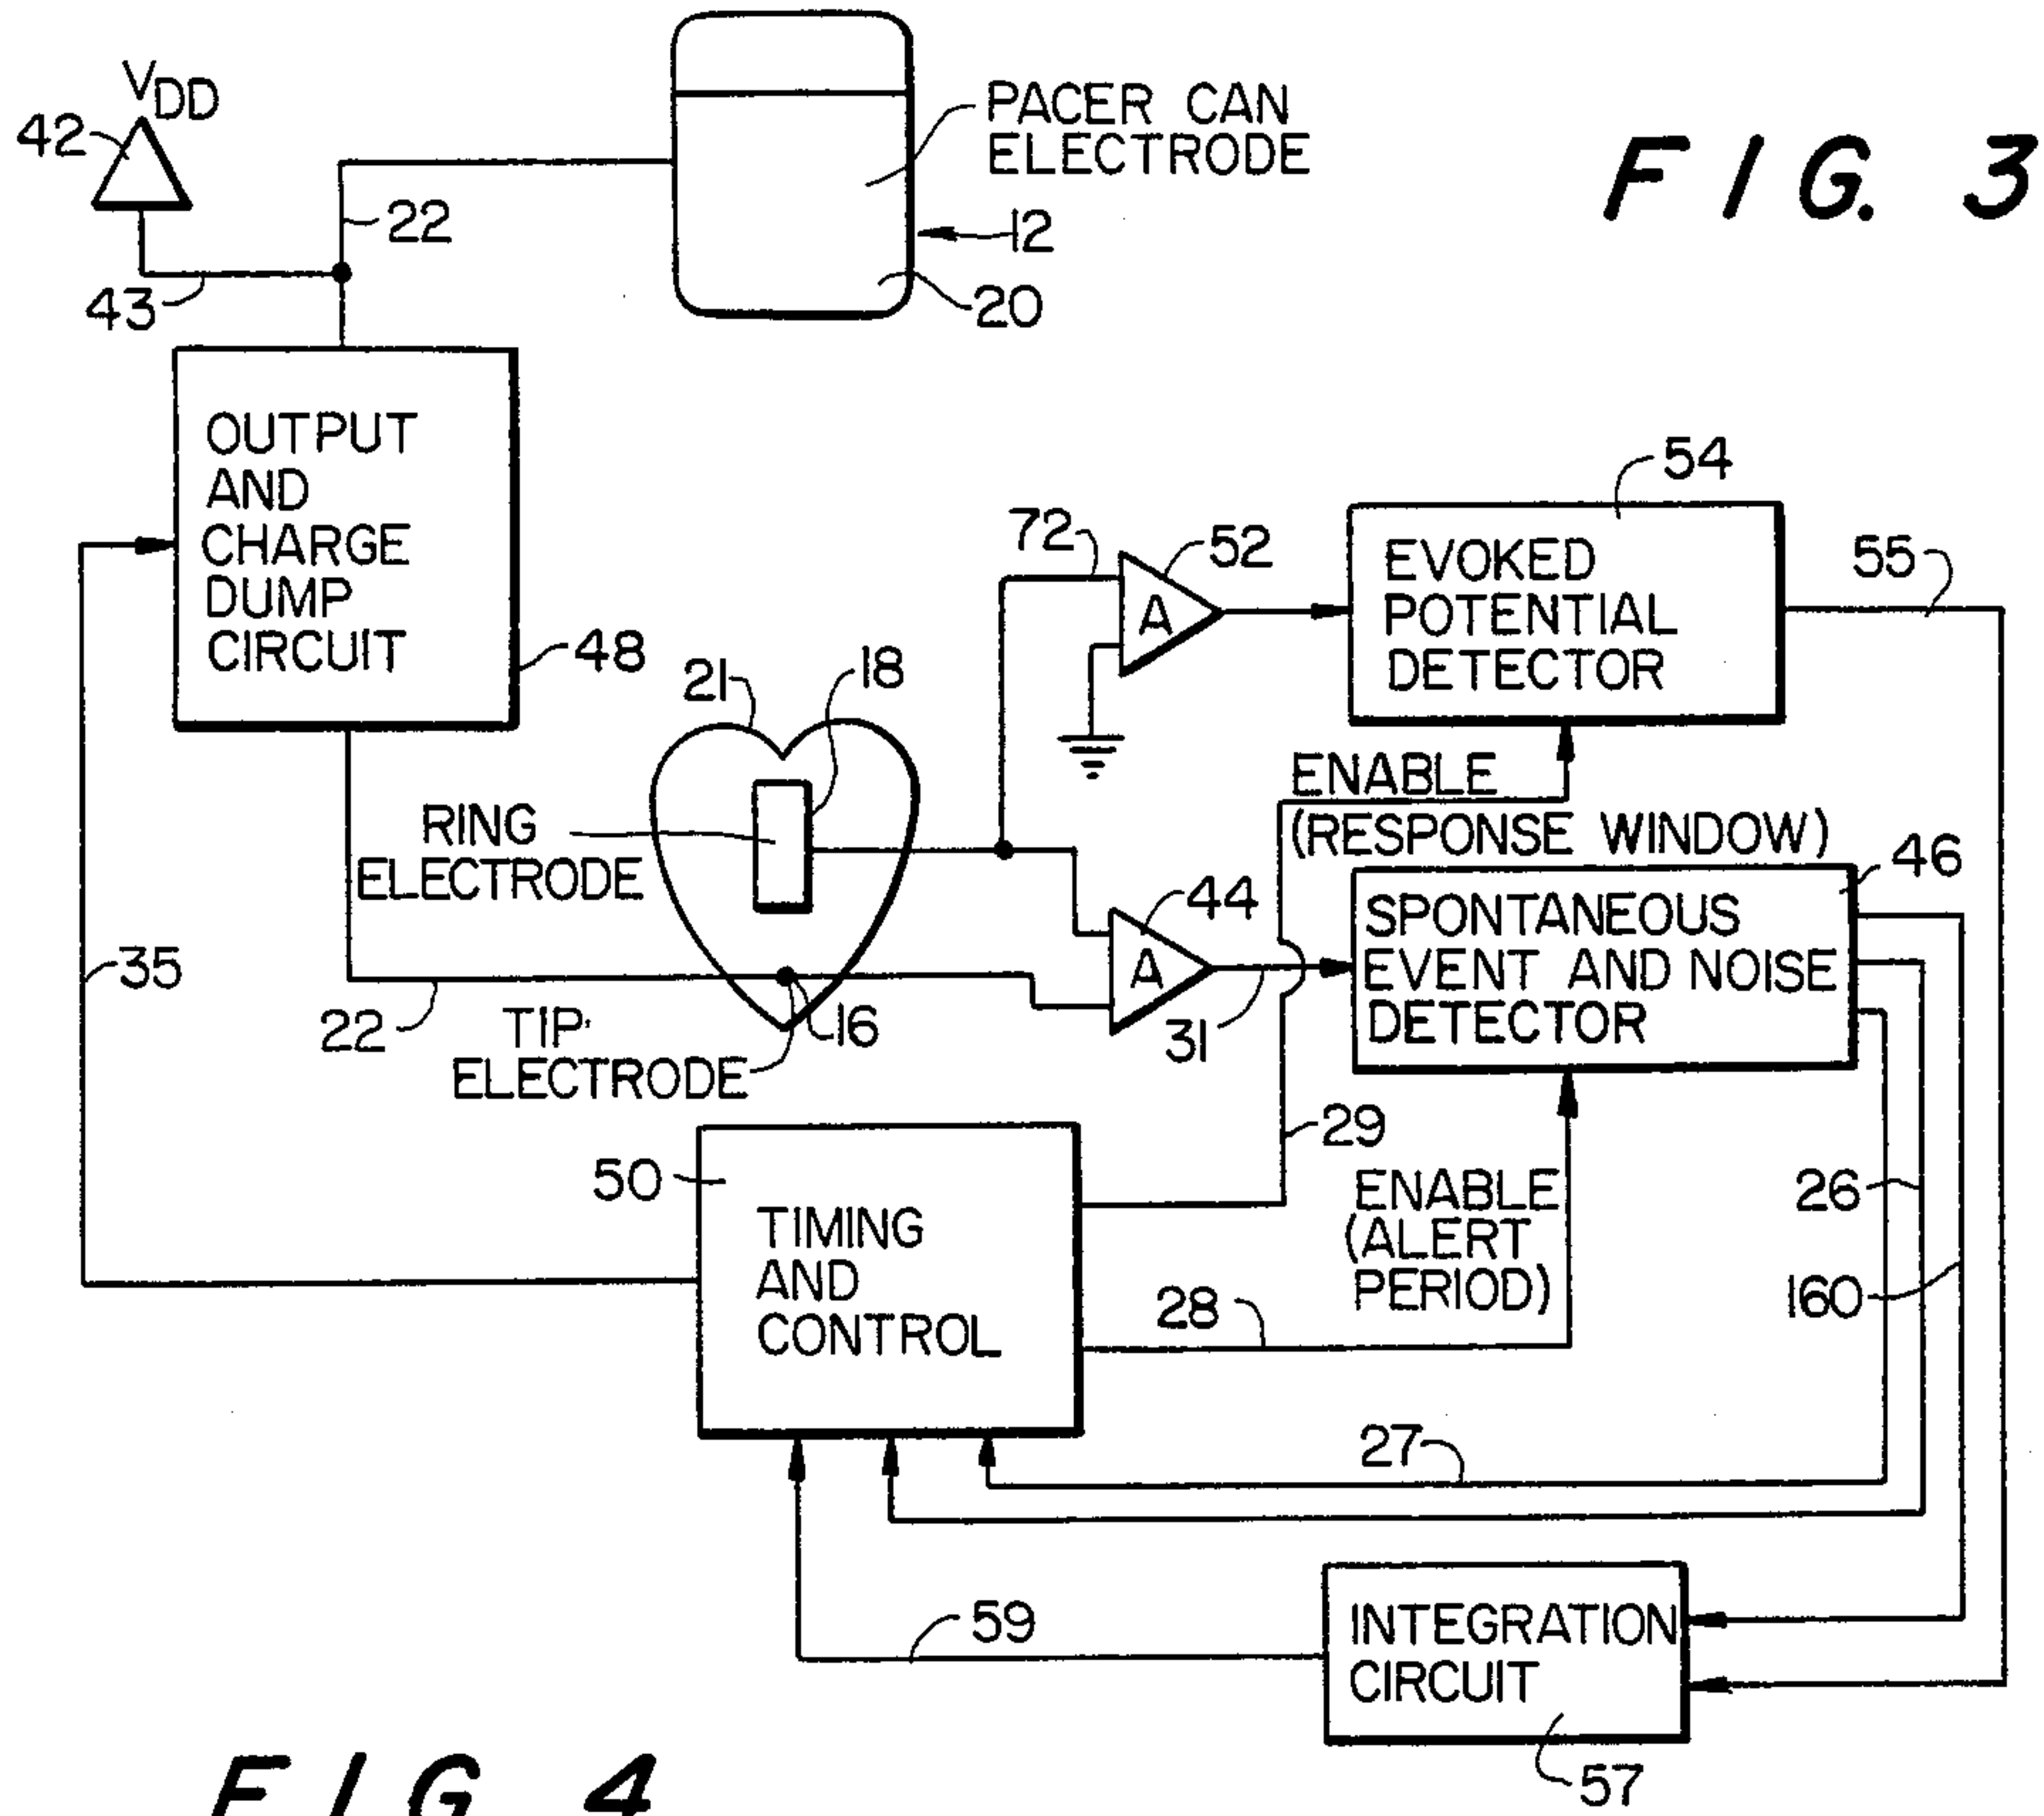 FIG. 3
V DD
42
PACER CAN
ELECTRODE
22
12
43
20
OUTPUT
AND
CHARGE
DUMP
CIRCUIT
48
54
72
52
55
A
EVOKED
POTENTIAL
DETECTOR
21
18
ENABLE
(RESPONSE WINDOW)
RING
ELECTRODE
46
44
A
SPONTANEOUS
EVENT AND NOISE
DETECTOR
35
22
TIP
ELECTRODE
16
31
29
50
TIMING
AND
CONTROL
ENABLE
(ALERT
PERIOD)
26
28
160
27
59
INTEGRATION
CIRCUIT
57
FIG 4